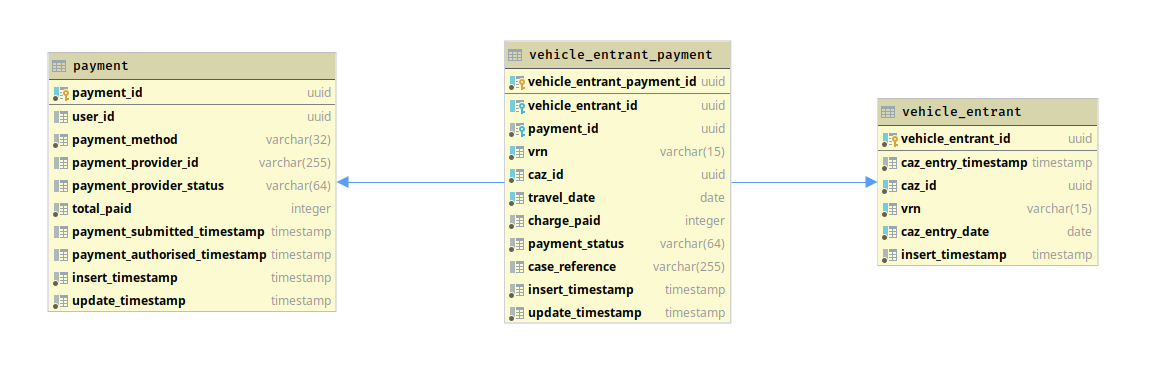 payment
payment_id uuid
user_id uuid
payment_method varchar(32)
payment_provider_id varchar(255)
payment_provider_status varchar(64)
total_paid integer
payment_submitted_timestamp timestamp
payment_authorised_timestamp timestamp
insert_timestamp timestamp
update_timestamp timestamp
vehicle_entrant_payment
vehicle_entrant_payment_id uuid
vehicle_entrant_id uuid
payment_id uuid
vrn varchar(15)
caz_id uuid
travel_date date
charge_paid integer
payment_status varchar(64)
case_reference varchar(255)
insert_timestamp timestamp
update_timestamp timestamp
vehicle_entrant
vehicle_entrant_id uuid
caz_entry_timestamp timestamp
caz_id uuid
vrn varchar(15)
caz_entry_date date
insert_timestamp timestamp